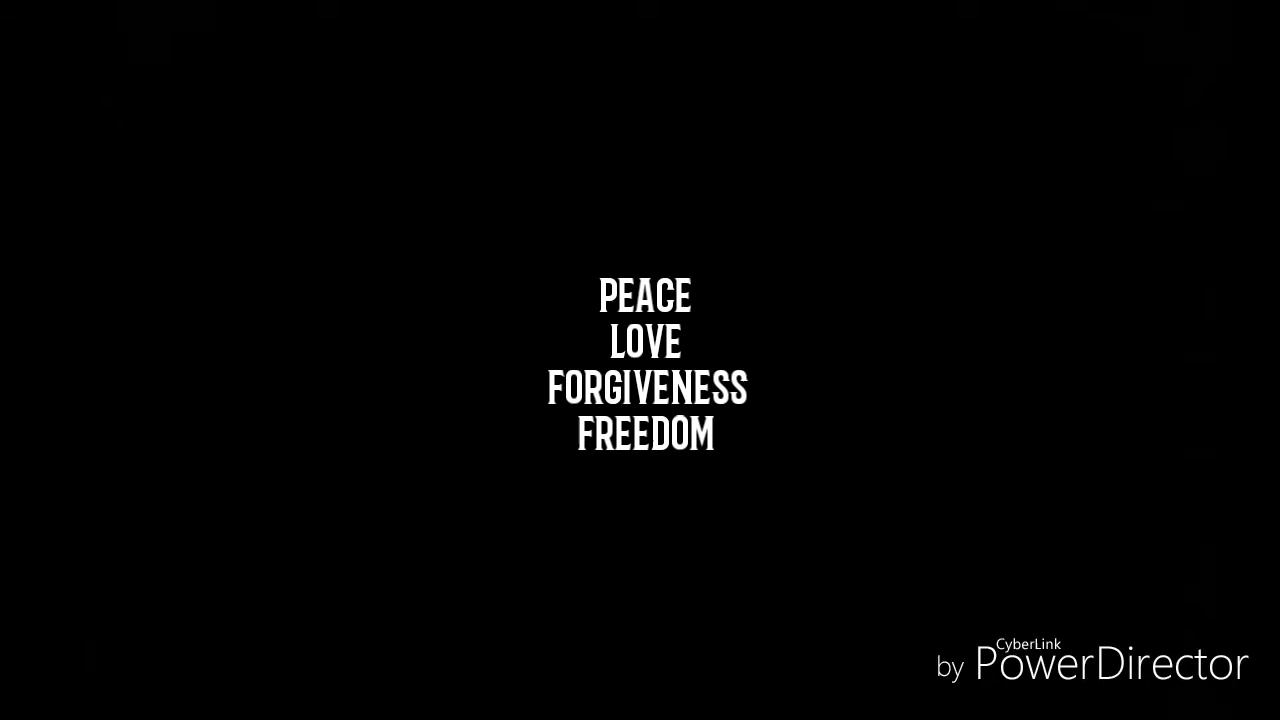 PEACE
LOVE
FORGIVENESS
FREEDOM
CyberLink
by PowerDirector